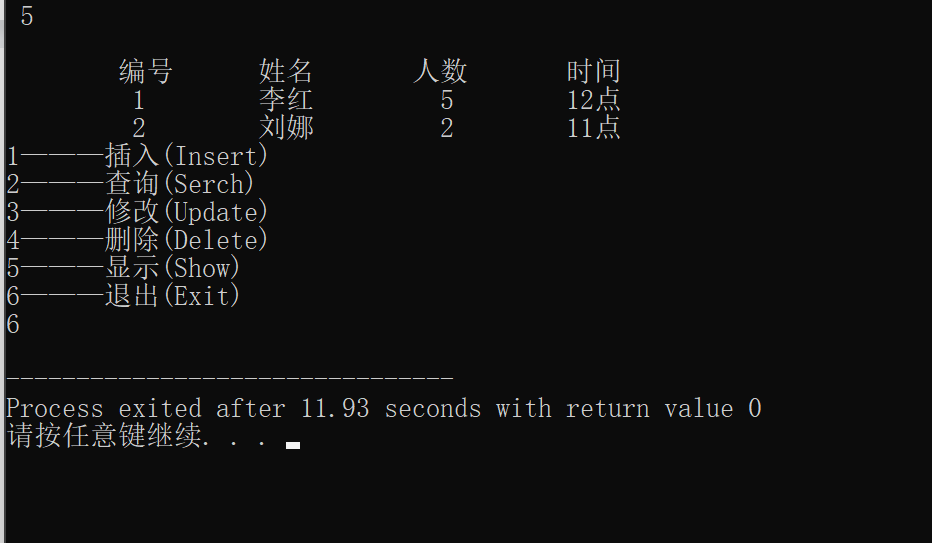 5
编号 姓名 人数 时间
1 李红 5 12点
2 刘娜 2 11点
1————插入(Insert)
2————查询(Serch)
3————修改(Update)
4————删除(Delete)
5————显示(Show)
6————退出(Exit)
6
--------------------------------
Process exited after 11.93 seconds with return value 0
请按任意键继续. . .